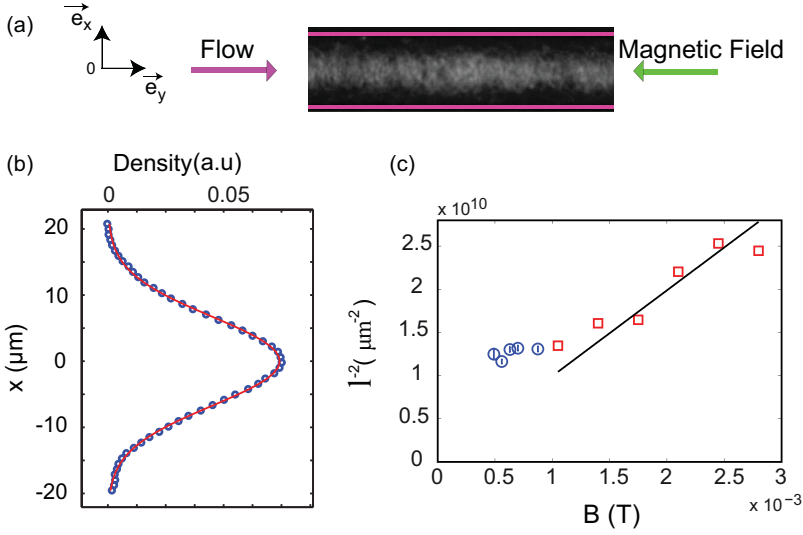 (a)
e_x
0
e_y
Flow
Magnetic Field
(b)
Density(a.u)
0 0.05
20
10
0
-10
-20
x (μm)
(c)
x 10^10
2.5
2
1.5
1
0.5
0
l^-2( μm^-2)
0 0.5 1 1.5 2 2.5 3
x 10^-3
B (T)